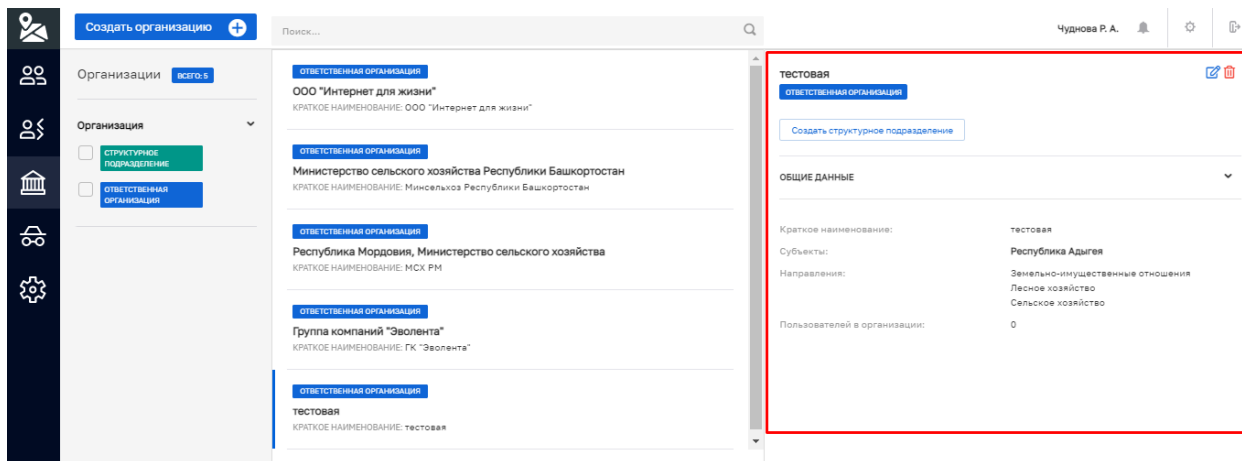 Создать организацию
Поиск...
Чуднова Р. А.
Организации ВСЕГО: 5
Организация
СТРУКТУРНОЕ
ПОДРАЗДЕЛЕНИЕ
ОТВЕТСТВЕННАЯ
ОРГАНИЗАЦИЯ
ОТВЕТСТВЕННАЯ ОРГАНИЗАЦИЯ
ООО "Интернет для жизни"
КРАТКОЕ НАИМЕНОВАНИЕ: ООО "Интернет для жизни"
ОТВЕТСТВЕННАЯ ОРГАНИЗАЦИЯ
Министерство сельского хозяйства Республики Башкортостан
КРАТКОЕ НАИМЕНОВАНИЕ: Минсельхоз Республики Башкортостан
ОТВЕТСТВЕННАЯ ОРГАНИЗАЦИЯ
Республика Мордовия, Министерство сельского хозяйства
КРАТКОЕ НАИМЕНОВАНИЕ: МСХ РМ
ОТВЕТСТВЕННАЯ ОРГАНИЗАЦИЯ
Группа компаний "Эволента"
КРАТКОЕ НАИМЕНОВАНИЕ: ГК "Эволента"
ОТВЕТСТВЕННАЯ ОРГАНИЗАЦИЯ
тестовая
КРАТКОЕ НАИМЕНОВАНИЕ: тестовая
тестовая
ОТВЕТСТВЕННАЯ ОРГАНИЗАЦИЯ
Создать структурное подразделение
ОБЩИЕ ДАННЫЕ
Краткое наименование: тестовая
Субъекты: Республика Адыгея
Направления: Земельно-имущественные отношения
Лесное хозяйство
Сельское хозяйство
Пользователей в организации: 0